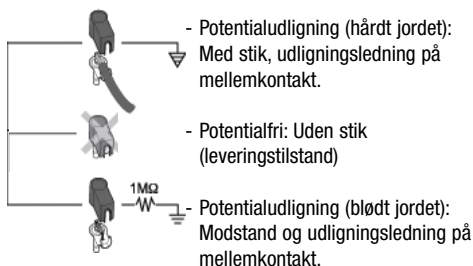 - Potentialudligning (hårdt jordet):
Med stik, udligningsledning på
mellemkontakt.
- Potentialfri: Uden stik
(leveringstilstand)
1MΩ
- Potentialudligning (blødt jordet):
Modstand og udligningsledning på
mellemkontakt.